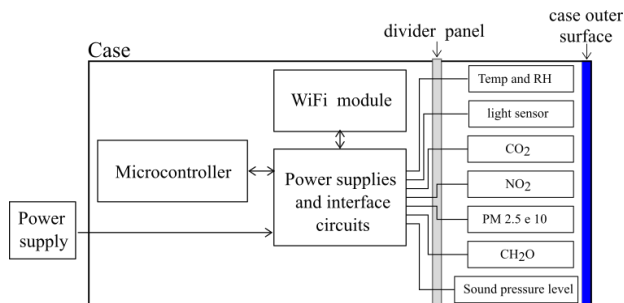 case outer
surface
divider panel
Case
Temp and RH
WiFi module
light sensor
CO2
Microcontroller
Power supplies
and interface
circuits
NO2
Power
supply
PM 2.5 e 10
CH2O
Sound pressure level